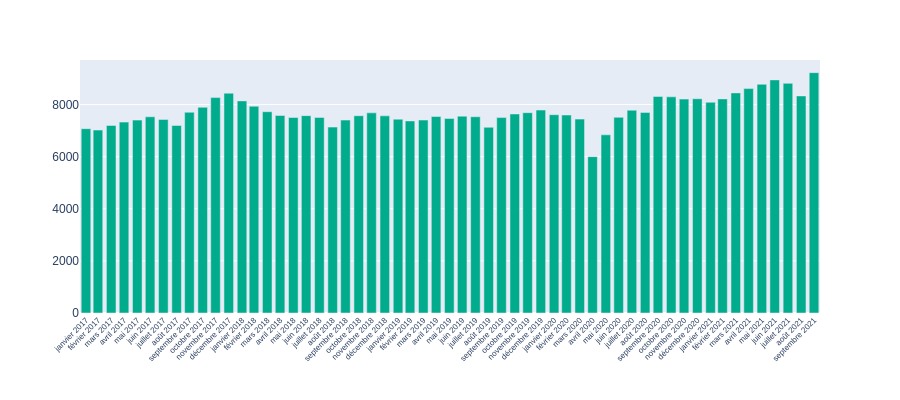 8000
6000
4000
2000
0
janvier 2017
février 2017
mars 2017
avril 2017
mai 2017
juin 2017
juillet 2017
août 2017
septembre 2017
octobre 2017
novembre 2017
décembre 2017
janvier 2018
février 2018
mars 2018
avril 2018
mai 2018
juin 2018
juillet 2018
août 2018
septembre 2018
octobre 2018
novembre 2018
décembre 2018
janvier 2019
février 2019
mars 2019
avril 2019
mai 2019
juin 2019
juillet 2019
août 2019
septembre 2019
octobre 2019
novembre 2019
décembre 2019
janvier 2020
février 2020
mars 2020
avril 2020
mai 2020
juin 2020
juillet 2020
août 2020
septembre 2020
octobre 2020
novembre 2020
décembre 2020
janvier 2021
février 2021
mars 2021
avril 2021
mai 2021
juin 2021
juillet 2021
août 2021
septembre 2021